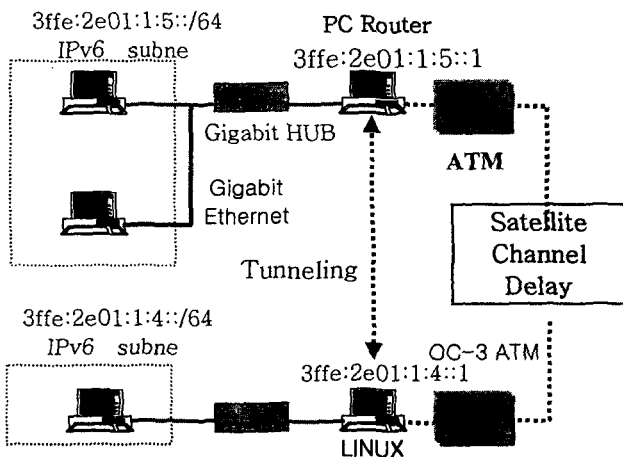 3ffe:2e01:1:5::/64
IPv6 subne
PC Router
3ffe:2e01:1:5::1
Gigabit HUB
ATM
Gigabit
Ethernet
Satellite
Channel
Delay
Tunneling
3ffe:2e01:1:4::/64
IPv6 subne
OC-3 ATM
3ffe:2e01:1:4::1
LINUX